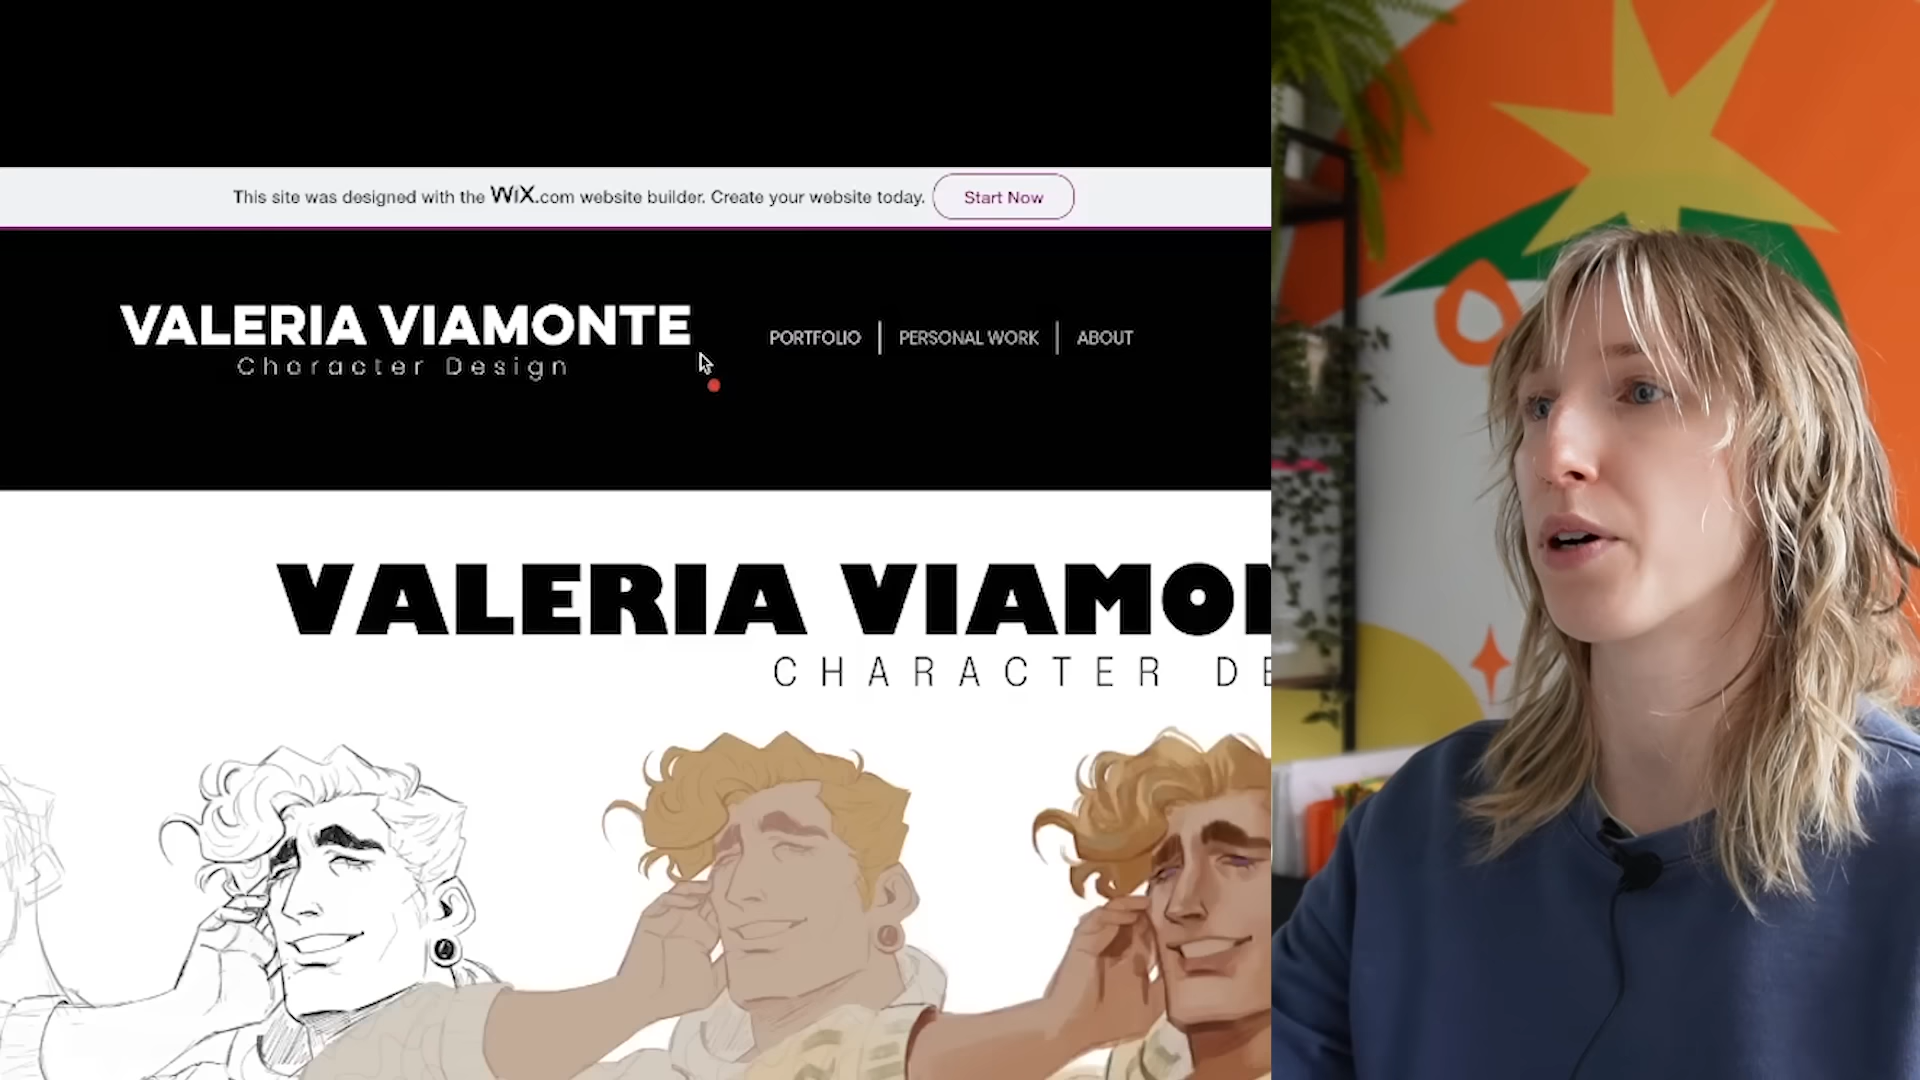 This site was designed with the WiX.com website builder. Create your website today. Start Now
VALERIA VIAMONTE
Character Design
PORTFOLIO | PERSONAL WORK | ABOUT
VALERIA VIAMO
CHARACTER DE